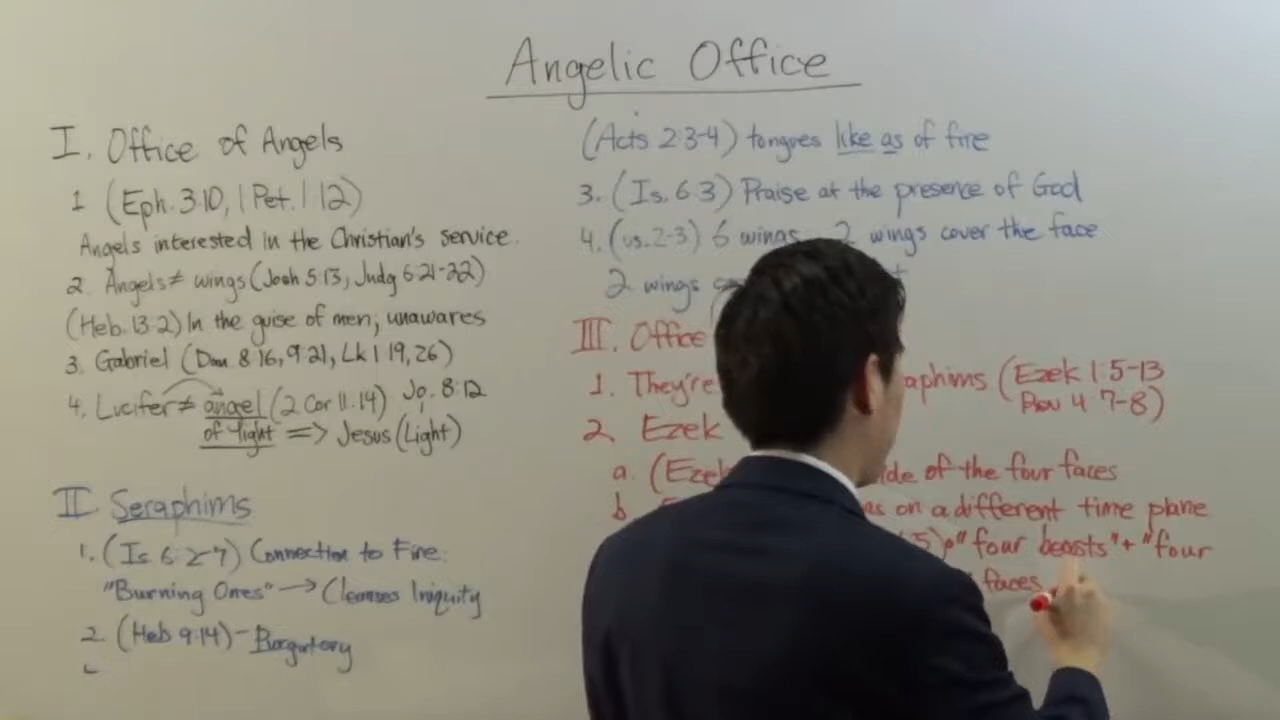 Angelic Office
I. Office of Angels
1 (Eph. 3:10, 1 Pet. 1 12)
Angels interested in the Christian's service.
2. Angels ≠ wings (Josh 5:13, Judg 6:21-22)
(Heb. 13:2) In the guise of men, unawares
3. Gabriel (Dan. 8:16, 9:21, Lk 1 19, 26)
4. Lucifer ≠ angel (2 Cor 11:14) Jo. 8:12
of light => Jesus (Light)
II Seraphims
1. (Is 6:2-7) Connection to Fire.
"Burning Ones" → Cleanses Iniquity
2 (Heb 9:14) - Purgatory
(Acts 2:3-4) tongues like as of fire
3. (Is. 6:3) Praise at the presence of God
4. (vs. 2-3) 6 wings 2 wings cover the face
2 wings
III. Office
1. They're (Ezek 1:5-13
Rev 4 7-8)
2. Ezek
a. of the four faces
b on a different time plane
"four beasts" + "four
faces